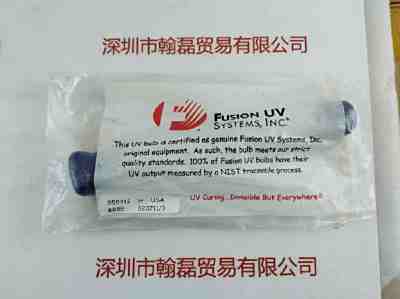 深圳市翰磊贸易有限公司
FUSION UV
SYSTEMS, INC.
This UV bulb is certified as genuine Fusion UV Systems, Inc.
original equipment. As such, the bulb meets our strict
quality standards. 100% of Fusion UV bulbs have their
UV output measured by a NIST traceable process.
UV Curing...Invisible But Everywhere
USA
深圳市翰磊贸易有限公司